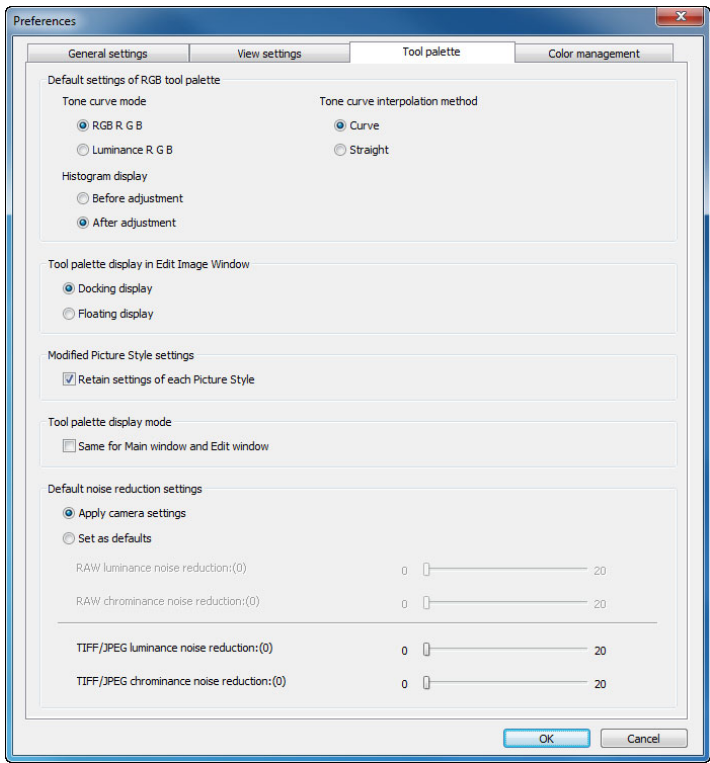 Preferences
General settings View settings Tool palette Color management
Default settings of RGB tool palette
Tone curve mode Tone curve interpolation method
RGB R G B Curve
Luminance R G B Straight
Histogram display
Before adjustment
After adjustment
Tool palette display in Edit Image Window
Docking display
Floating display
Modified Picture Style settings
Retain settings of each Picture Style
Tool palette display mode
Same for Main window and Edit window
Default noise reduction settings
Apply camera settings
Set as defaults
RAW luminance noise reduction:(0) 0 20
RAW chrominance noise reduction:(0) 0 20
TIFF/JPEG luminance noise reduction:(0) 0 20
TIFF/JPEG chrominance noise reduction:(0) 0 20
OK Cancel